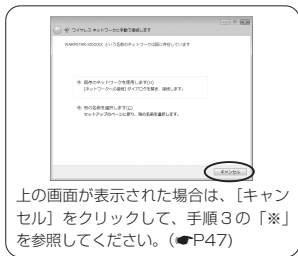 ワイヤレス ネットワークに手動で接続します
WARPSTAR-XXXXXX という名前のネットワークは既に存在しています
既存のネットワークを使用します(U)
[ネットワークへの接続] ダイアログを開き、接続します。
別の名前を選択します(C)
セットアップのページに戻り、別の名前を選択します。
キャンセル
上の画面が表示された場合は、[キャン
セル] をクリックして、手順3の「※」
を参照してください。(☛P47)